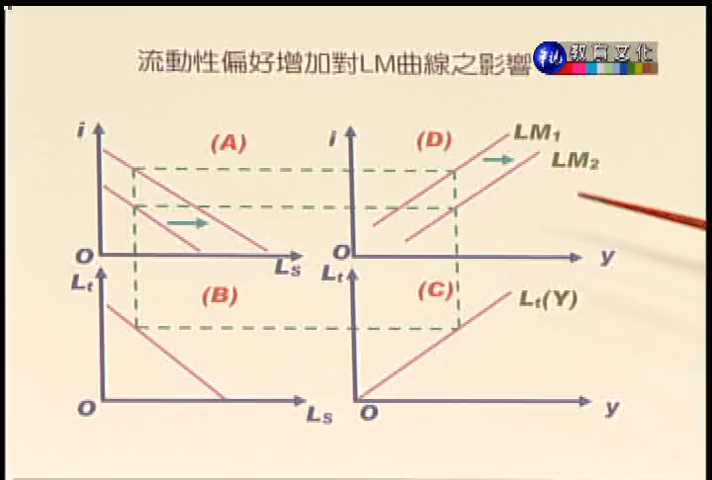 流動性偏好增加對LM曲線之影響
教育文化
i (A) i (D) LM₁
LM₂
O Ls O y
Lt (B) Lt (C) Lt(Y)
O Ls O y